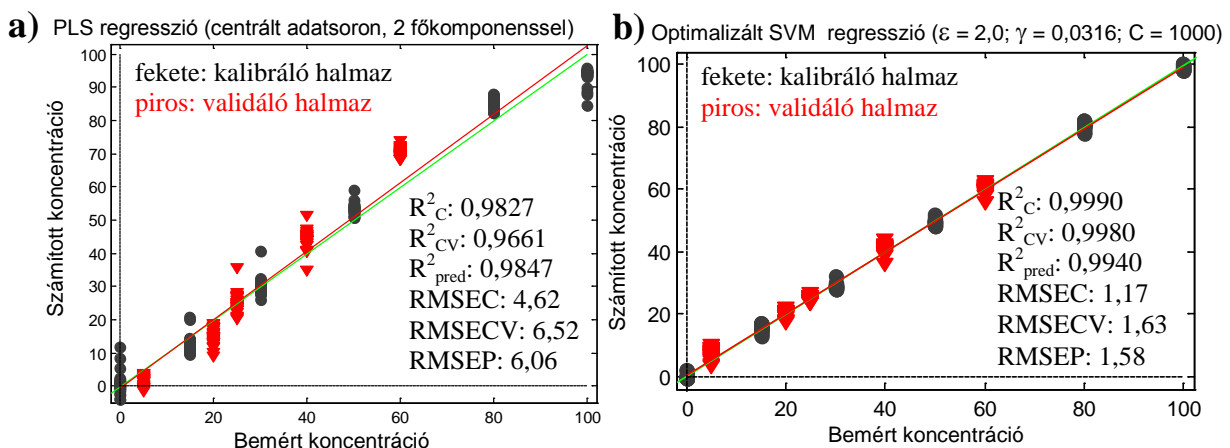 a) PLS regresszió (centrált adatsoron, 2 főkomponenssel)
fekete: kalibráló halmaz
piros: validáló halmaz
R²C: 0,9827
R²CV: 0,9661
R²pred: 0,9847
RMSEC: 4,62
RMSECV: 6,52
RMSEP: 6,06
Számított koncentráció
100
90
80
70
60
50
40
30
20
10
0
0 20 40 60 80 100
Bemért koncentráció
b) Optimalizált SVM regresszió (ε = 2,0; γ = 0,0316; C = 1000)
fekete: kalibráló halmaz
piros: validáló halmaz
R²C: 0,9990
R²CV: 0,9980
R²pred: 0,9940
RMSEC: 1,17
RMSECV: 1,63
RMSEP: 1,58
Számított koncentráció
100
80
60
40
20
0
0 20 40 60 80 100
Bemért koncentráció